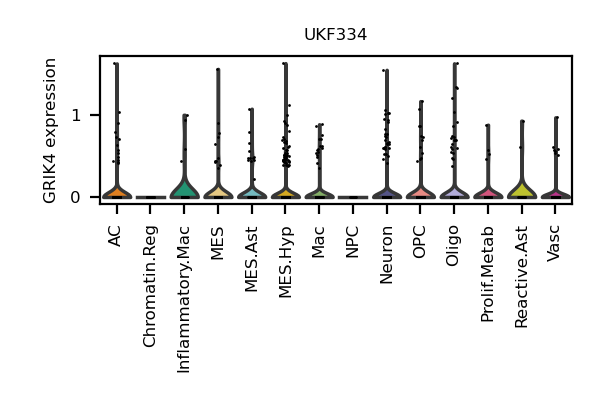 UKF334
GRIK4 expression
1
0
AC
Chromatin.Reg
Inflammatory.Mac
MES
MES.Ast
MES.Hyp
Mac
NPC
Neuron
OPC
Oligo
Prolif.Metab
Reactive.Ast
Vasc